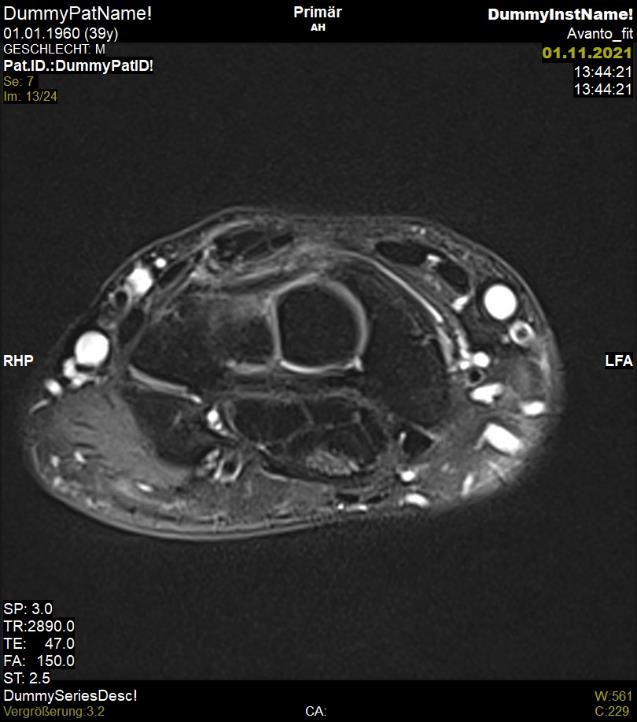 DummyPatName!
01.01.1960 (39y)
GESCHLECHT: M
Pat.ID.:DummyPatID!
Se: 7
Im: 13/24
Primär
AH
DummyInstName!
Avanto_fit
01.11.2021
13:44:21
13:44:21
RHP
LFA
SP: 3.0
TR:2890.0
TE: 47.0
FA: 150.0
ST: 2.5
DummySeriesDesc!
Vergrößerung:3.2
CA:
W:561
C:229